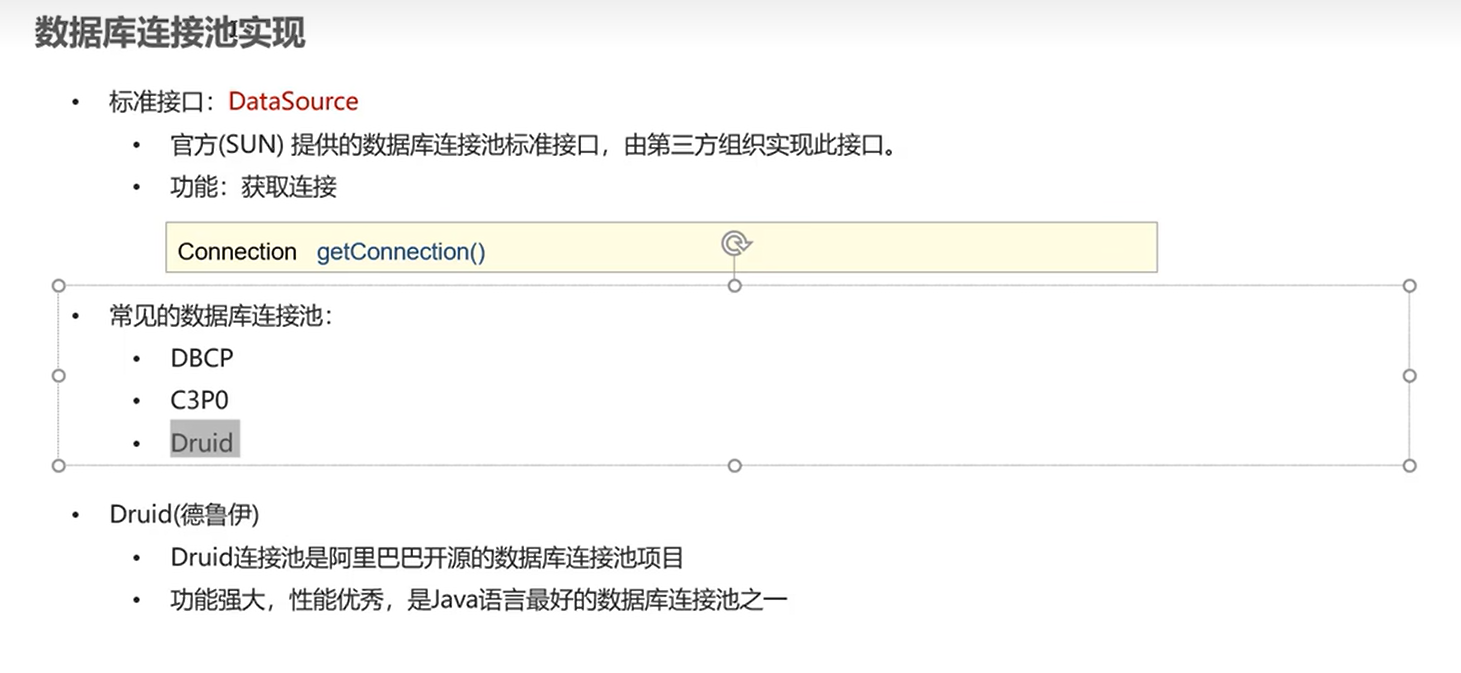 数据库连接池实现
• 标准接口：DataSource
• 官方(SUN) 提供的数据库连接池标准接口，由第三方组织实现此接口。
• 功能：获取连接
Connection getConnection()
• 常见的数据库连接池：
• DBCP
• C3P0
• Druid
• Druid(德鲁伊)
• Druid连接池是阿里巴巴开源的数据库连接池项目
• 功能强大，性能优秀，是Java语言最好的数据库连接池之一